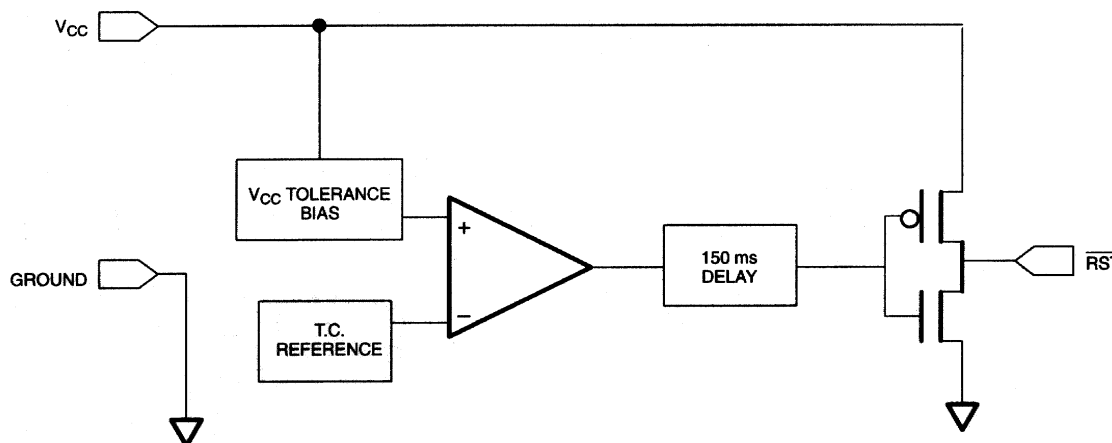 VCC
VCC TOLERANCE
BIAS
+
150 ms
DELAY
RST
GROUND
−
T.C.
REFERENCE